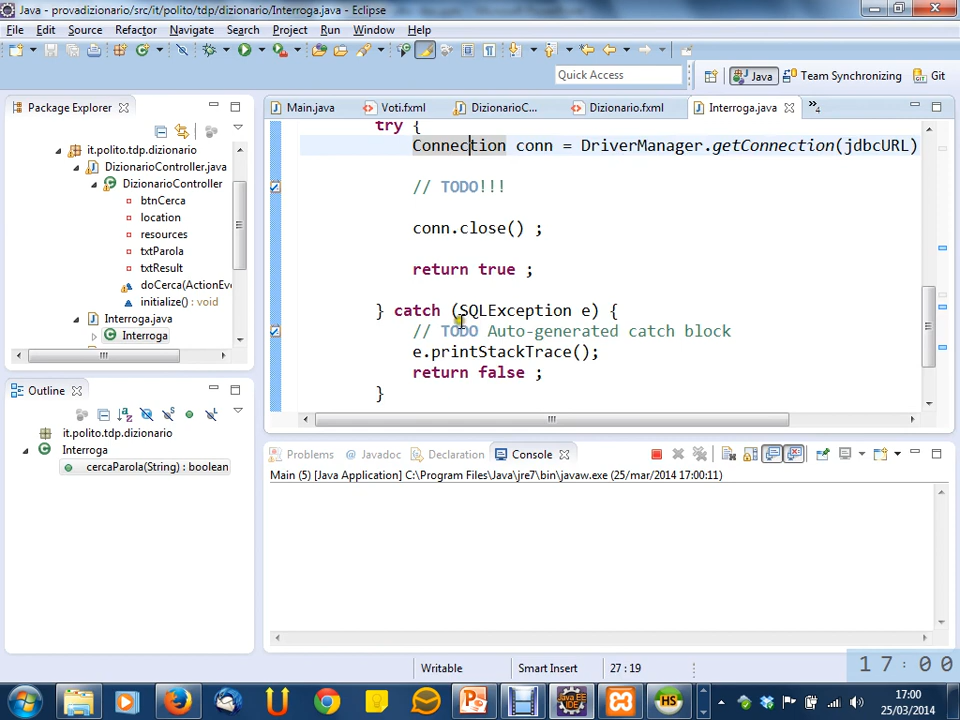 Java - provadizionario/src/it/polito/tdp/dizionario/Interroga.java - Eclipse
File Edit Source Refactor Navigate Search Project Run Window Help
Quick Access
Java
Team Synchronizing
Git
Package Explorer
Main.java
Voti.fxml
DizionarioC...
Dizionario.fxml
Interroga.java
»4
it.polito.tdp.dizionario
DizionarioController.java
DizionarioController
btnCerca
location
resources
txtParola
txtResult
doCerca(ActionEv
initialize() : void
Interroga.java
Interroga
try {
Connection conn = DriverManager.getConnection(jdbcURL)
// TODO!!!
conn.close() ;
return true ;
} catch (SQLException e) {
// TODO Auto-generated catch block
e.printStackTrace();
return false ;
}
Outline
it.polito.tdp.dizionario
Interroga
cercaParola(String) : boolean
Problems
Javadoc
Declaration
Console
Main (5) [Java Application] C:\Program Files\Java\jre7\bin\javaw.exe (25/mar/2014 17:00:11)
Writable
Smart Insert
27 : 19
17:00
17:00
25/03/2014